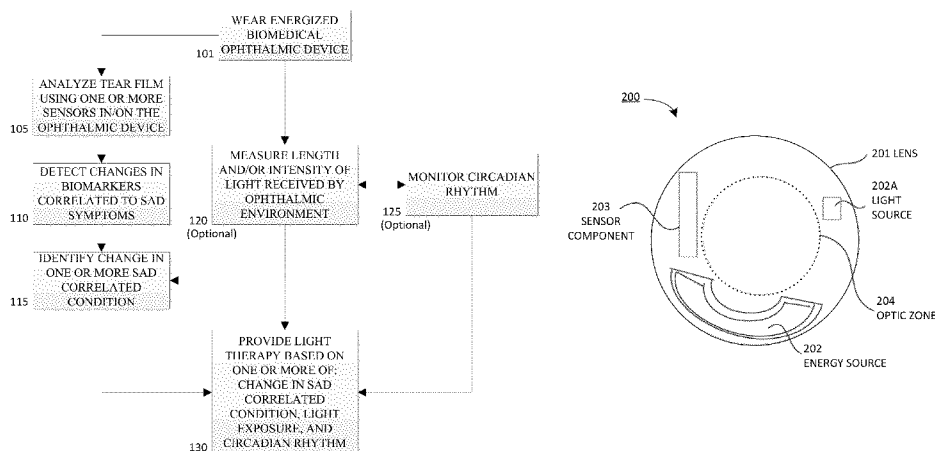 WEAR ENERGIZED
BIOMEDICAL
OPHTHALMIC DEVICE
101
ANALYZE TEAR FILM
USING ONE OR MORE
SENSORS IN/ON THE
OPHTHALMIC DEVICE
105
DETECT CHANGES IN
BIOMARKERS
CORRELATED TO SAD
SYMPTOMS
110
IDENTIFY CHANGE IN
ONE OR MORE SAD
CORRELATED
CONDITION
115
MEASURE LENGTH
AND/OR INTENSITY OF
LIGHT RECEIVED BY
OPHTHALMIC
ENVIRONMENT
120
(Optional)
MONITOR CIRCADIAN
RHYTHM
125
(Optional)
PROVIDE LIGHT
THERAPY BASED ON
ONE OR MORE OF:
CHANGE IN SAD
CORRELATED
CONDITION, LIGHT
EXPOSURE, AND
CIRCADIAN RHYTHM
130
200
201 LENS
202A
LIGHT
SOURCE
203
SENSOR
COMPONENT
204
OPTIC ZONE
202
ENERGY SOURCE